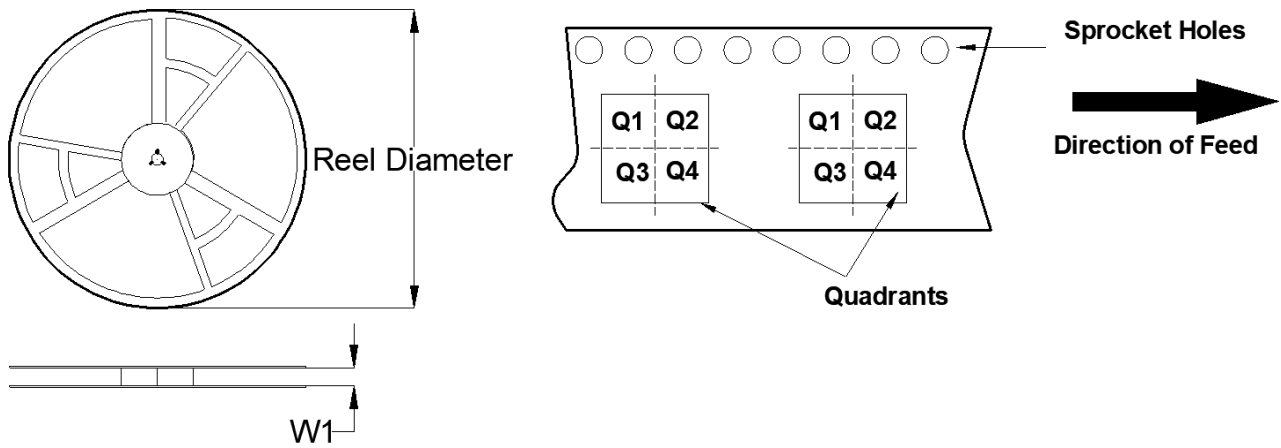 Reel Diameter
W1
Sprocket Holes
Q1 Q2 Q1 Q2
Q3 Q4 Q3 Q4
Direction of Feed
Quadrants